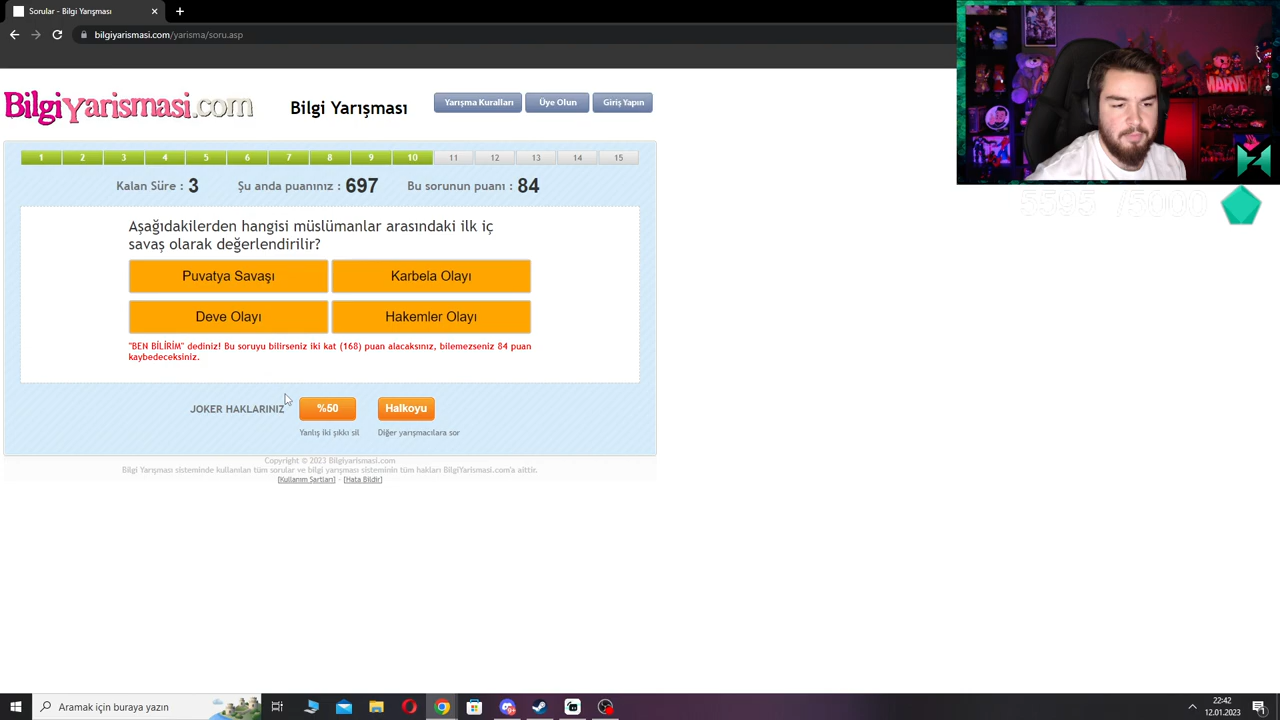 Sorular - Bilgi Yarışması
bilgiyarismasi.com/yarisma/soru.asp
BilgiYarismasi.com
Bilgi Yarışması
Yarışma Kuralları
Üye Olun
Giriş Yapın
1 2 3 4 5 6 7 8 9 10 11 12 13 14 15
Kalan Süre : 3 Şu anda puanınız : 697 Bu sorunun puanı : 84
Aşağıdakilerden hangisi müslümanlar arasındaki ilk iç
savaş olarak değerlendirilir?
Puvatya Savaşı
Karbela Olayı
Deve Olayı
Hakemler Olayı
"BEN BİLİRİM" dediniz! Bu soruyu bilirseniz iki kat (168) puan alacaksınız, bilemezseniz 84 puan
kaybedeceksiniz.
JOKER HAKLARINIZ
%50
Halkoyu
Yanlış iki şıkkı sil
Diğer yarışmacılara sor
Copyright © 2023 Bilgiyarismasi.com
Bilgi Yarışması sisteminde kullanılan tüm sorular ve bilgi yarışması sisteminin tüm hakları BilgiYarismasi.com'a aittir.
[Kullanım Şartları] - [Hata Bildir]
MARVEL
5595 /5000
Aramak için buraya yazın
22:42
12.01.2023
1